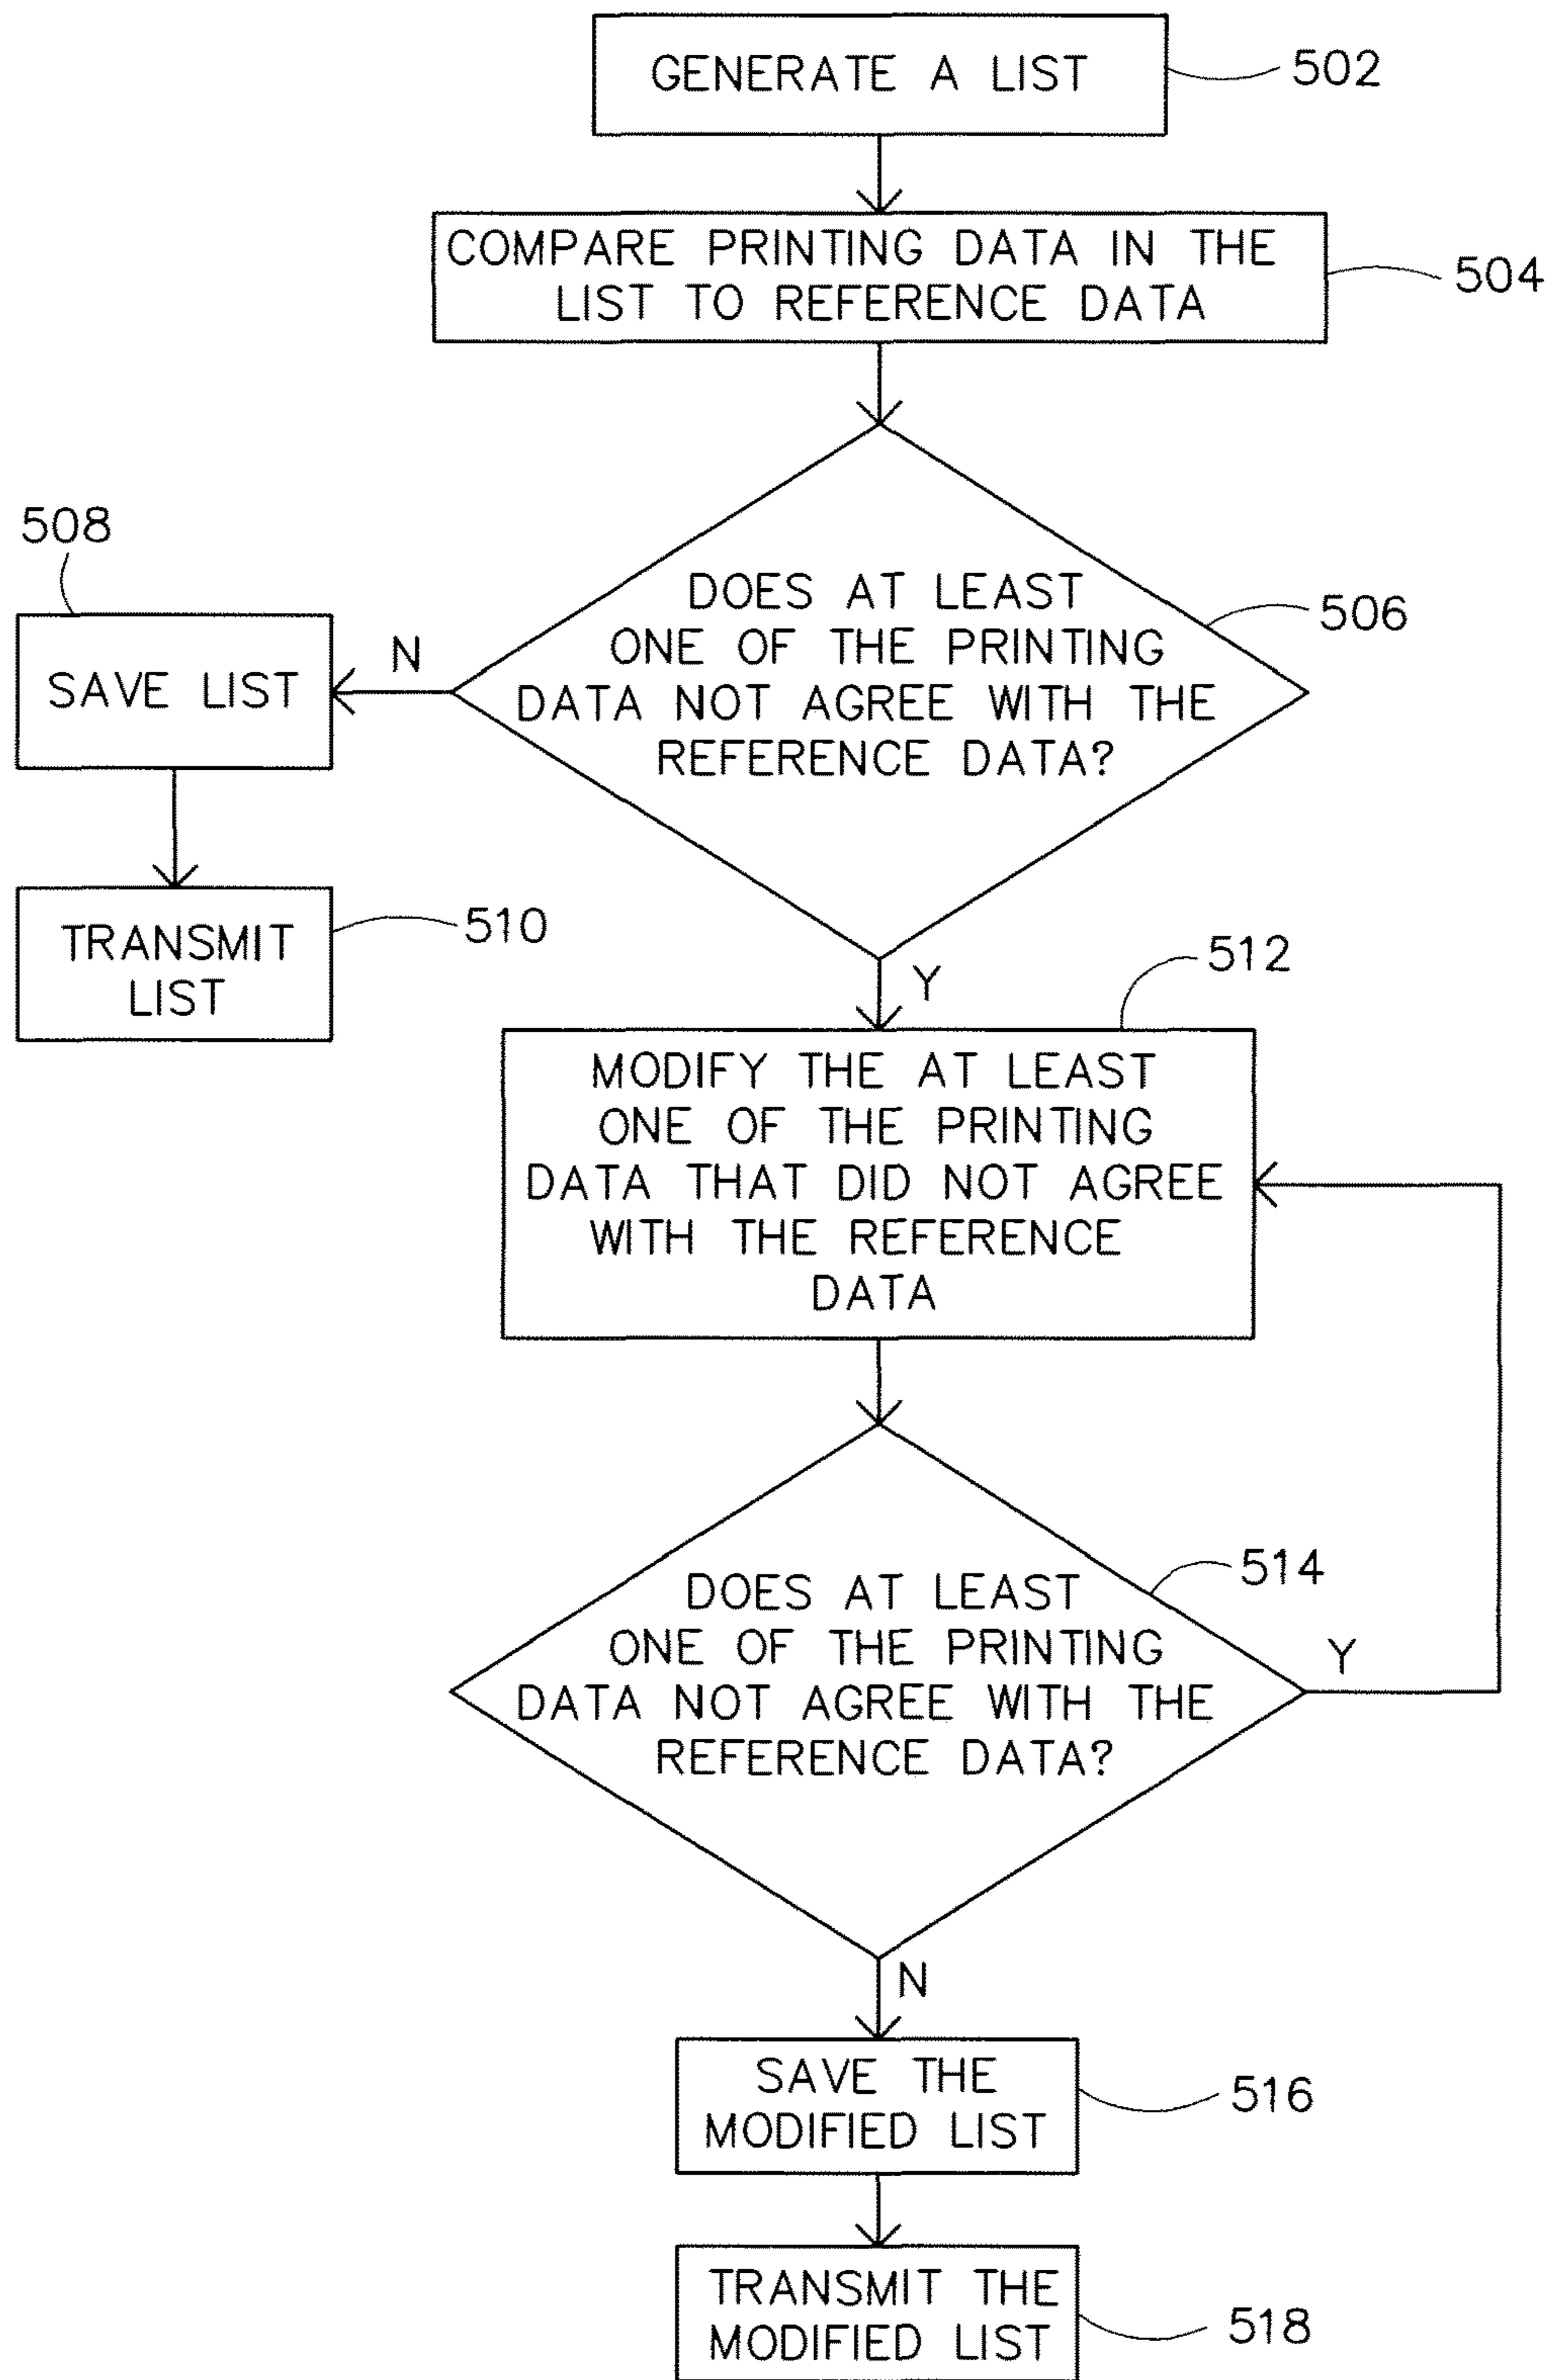 GENERATE A LIST
502
COMPARE PRINTING DATA IN THE
LIST TO REFERENCE DATA
504
DOES AT LEAST
ONE OF THE PRINTING
DATA NOT AGREE WITH THE
REFERENCE DATA?
506
N
508
SAVE LIST
TRANSMIT
LIST
510
Y
512
MODIFY THE AT LEAST
ONE OF THE PRINTING
DATA THAT DID NOT AGREE
WITH THE REFERENCE
DATA
DOES AT LEAST
ONE OF THE PRINTING
DATA NOT AGREE WITH THE
REFERENCE DATA?
514
Y
N
SAVE THE
MODIFIED LIST
516
TRANSMIT THE
MODIFIED LIST
518